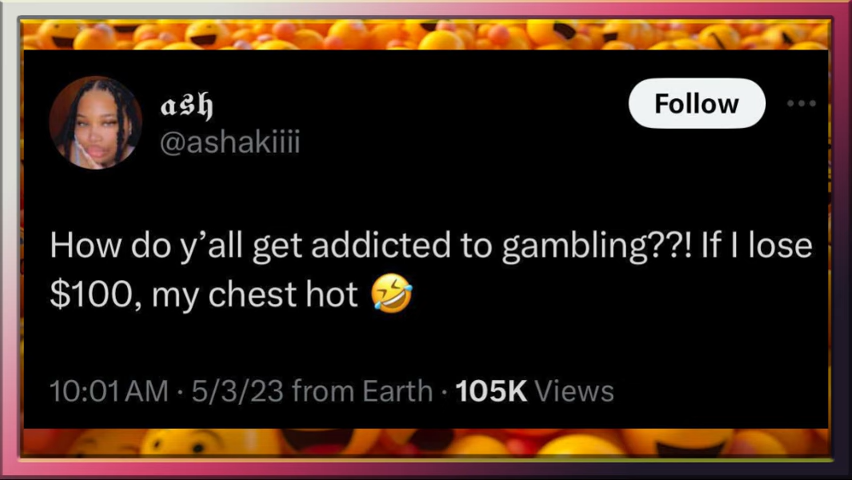 𝖆𝖘𝖍
Follow
@ashakiiii
How do y’all get addicted to gambling??! If I lose
$100, my chest hot 🤣
10:01 AM · 5/3/23 from Earth · 105K Views